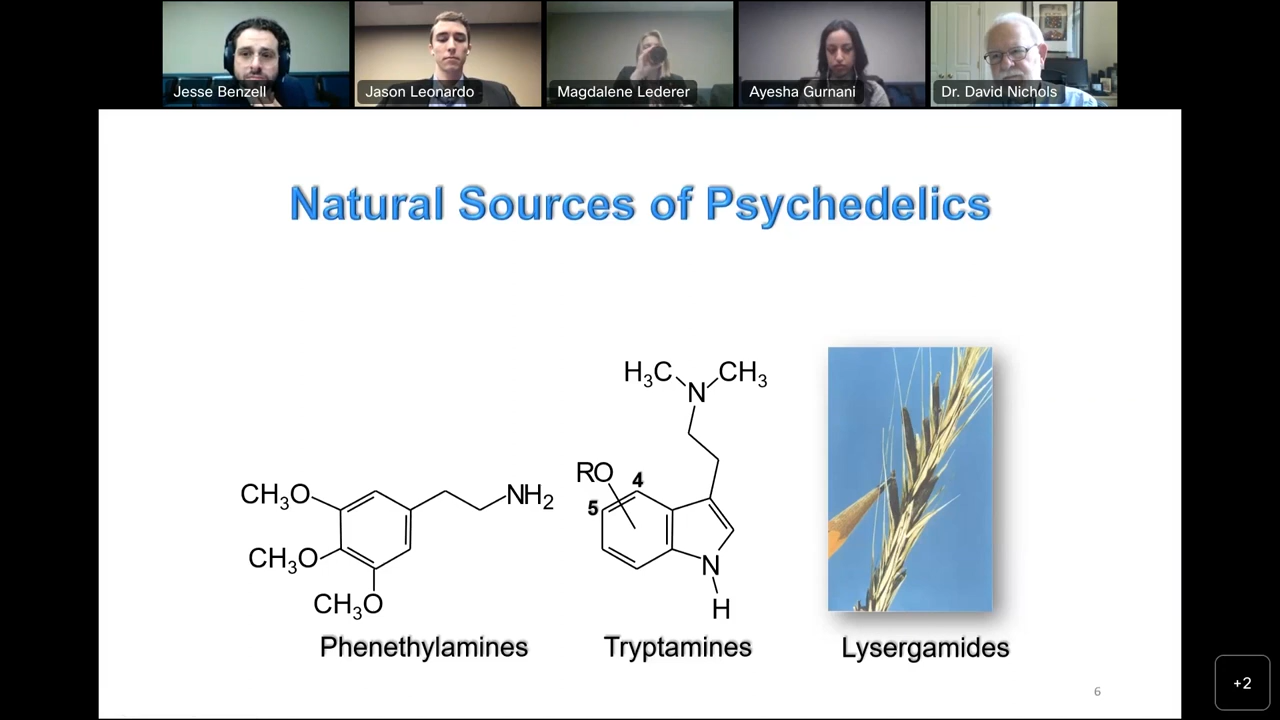 Jesse Benzell
Jason Leonardo
Magdalene Lederer
Ayesha Gurnani
Dr. David Nichols
Natural Sources of Psychedelics
H3C
CH3
N
RO
4
5
N
H
CH3O
NH2
CH3O
CH3O
Phenethylamines
Tryptamines
Lysergamides
6
+2